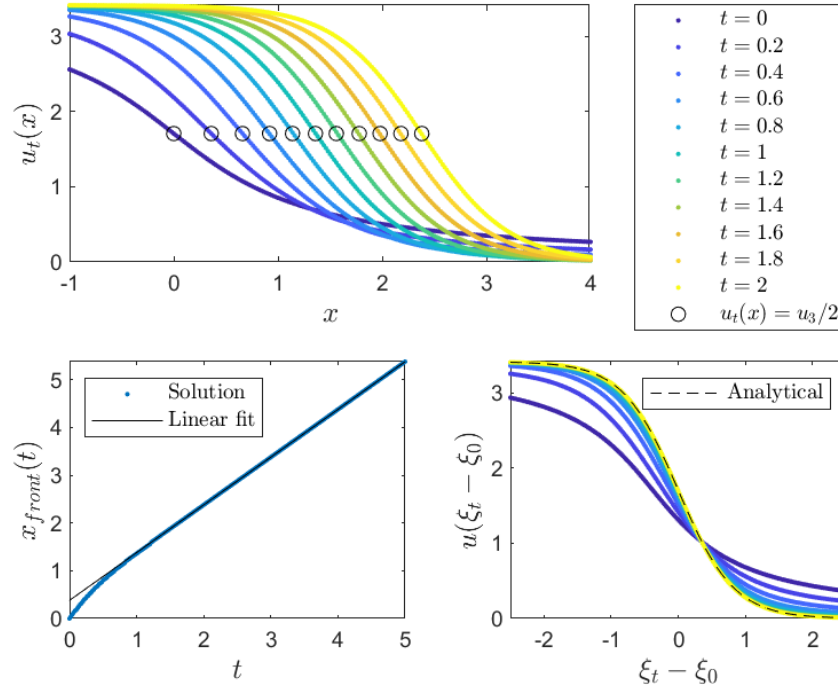 3
2
1
0
u_t(x)
-1 0 1 2 3 4
x
t = 0
t = 0.2
t = 0.4
t = 0.6
t = 0.8
t = 1
t = 1.2
t = 1.4
t = 1.6
t = 1.8
t = 2
u_t(x) = u_3/2
5
4
3
2
1
0
x_{front}(t)
Solution
Linear fit
0 1 2 3 4 5
t
3
2
1
0
u(ξ_t − ξ_0)
Analytical
-2 -1 0 1 2
ξ_t − ξ_0